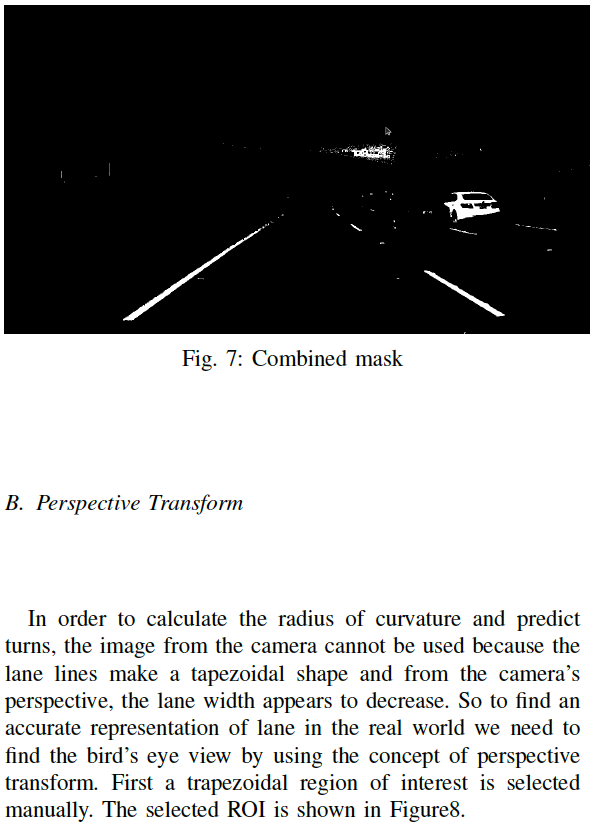 Fig. 7: Combined mask
B. Perspective Transform
In order to calculate the radius of curvature and predict
turns, the image from the camera cannot be used because the
lane lines make a tapezoidal shape and from the camera's
perspective, the lane width appears to decrease. So to find an
accurate representation of lane in the real world we need to
find the bird's eye view by using the concept of perspective
transform. First a trapezoidal region of interest is selected
manually. The selected ROI is shown in Figure8.